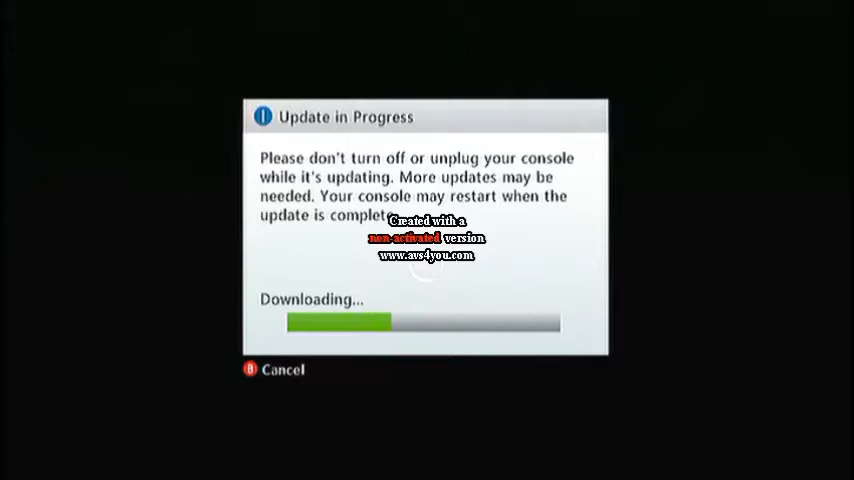 Update in Progress
Please don't turn off or unplug your console
while it's updating. More updates may be
needed. Your console may restart when the
update is complete
Created with a
non-activated version
www.avs4you.com
Downloading...
B Cancel